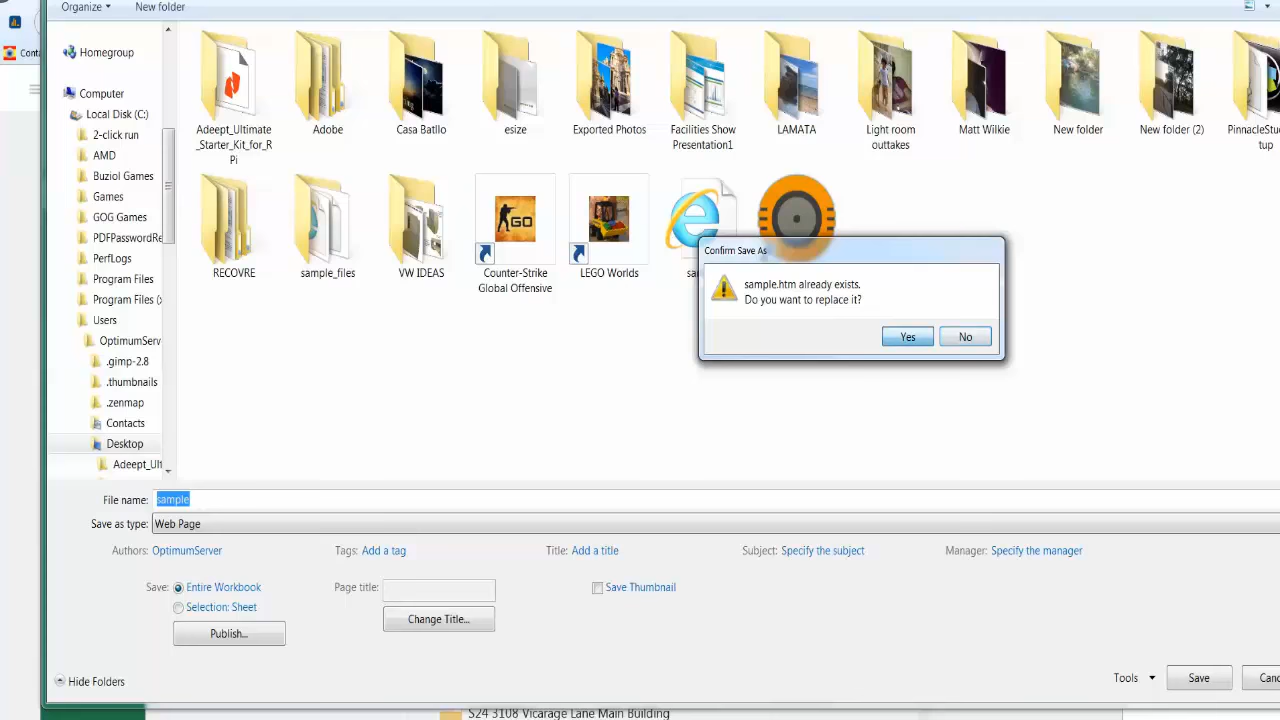 Organize
New folder
Conta
Homegroup
Computer
Local Disk (C:)
2-click run
AMD
Buziol Games
Games
GOG Games
PDFPasswordRe
PerfLogs
Program Files
Program Files (x
Users
OptimumServ
.gimp-2.8
.thumbnails
.zenmap
Contacts
Desktop
Adeept_Ult
Adeept_Ultimate
_Starter_Kit_for_R
Pi
Adobe
Casa Batllo
esize
Exported Photos
Facilities Show
Presentation1
LAMATA
Light room
outtakes
Matt Wilkie
New folder
New folder (2)
PinnacleStu
tup
RECOVRE
sample_files
VW IDEAS
GO
Counter-Strike
Global Offensive
LEGO Worlds
sa
Confirm Save As
sample.htm already exists.
Do you want to replace it?
Yes
No
File name: sample
Save as type: Web Page
Authors: OptimumServer
Tags: Add a tag
Title: Add a title
Subject: Specify the subject
Manager: Specify the manager
Save: Entire Workbook
Selection: Sheet
Publish...
Page title:
Change Title...
Save Thumbnail
Hide Folders
Tools
Save
Canc
S24 3108 Vicarage Lane Main Building